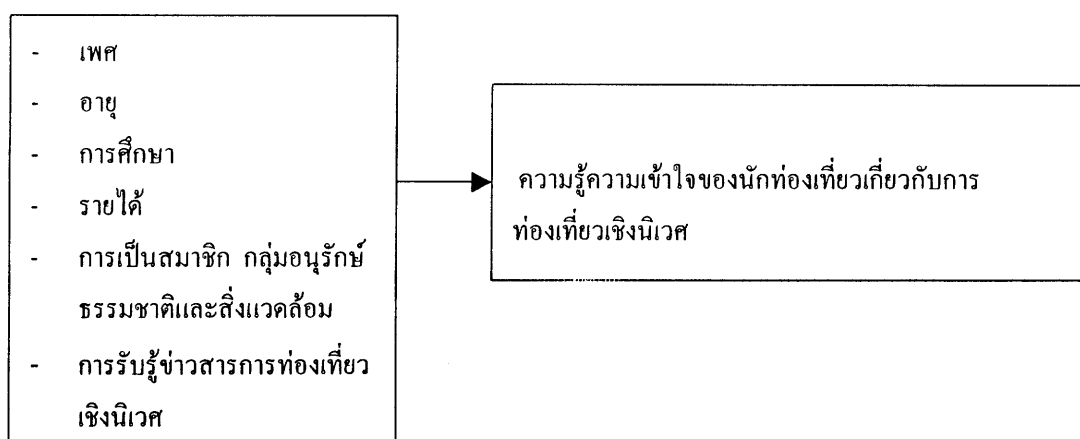 - เพศ
- อายุ
- การศึกษา
- รายได้
- การเป็นสมาชิก กลุ่มอนุรักษ์
ธรรมชาติและสิ่งแวดล้อม
- การรับรู้ข่าวสารการท่องเที่ยว
เชิงนิเวศ
ความรู้ความเข้าใจของนักท่องเที่ยวเกี่ยวกับการ
ท่องเที่ยวเชิงนิเวศ